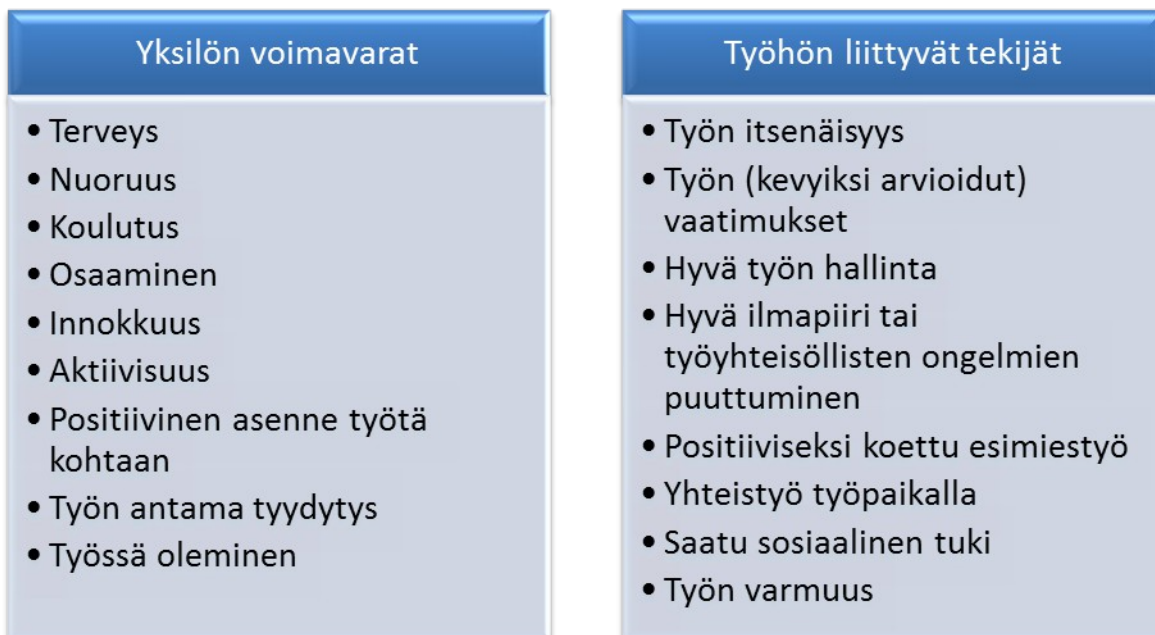 Yksilön voimavarat
• Terveys
• Nuoruus
• Koulutus
• Osaaminen
• Innokkuus
• Aktiivisuus
• Positiivinen asenne työtä
kohtaan
• Työn antama tyydytys
• Työssä oleminen
Työhön liittyvät tekijät
• Työn itsenäisyys
• Työn (kevyiksi arvioidut)
vaatimukset
• Hyvä työn hallinta
• Hyvä ilmapiiri tai
työyhteisöllisten ongelmien
puuttuminen
• Positiiviseksi koettu esimiestyö
• Yhteistyö työpaikalla
• Saatu sosiaalinen tuki
• Työn varmuus